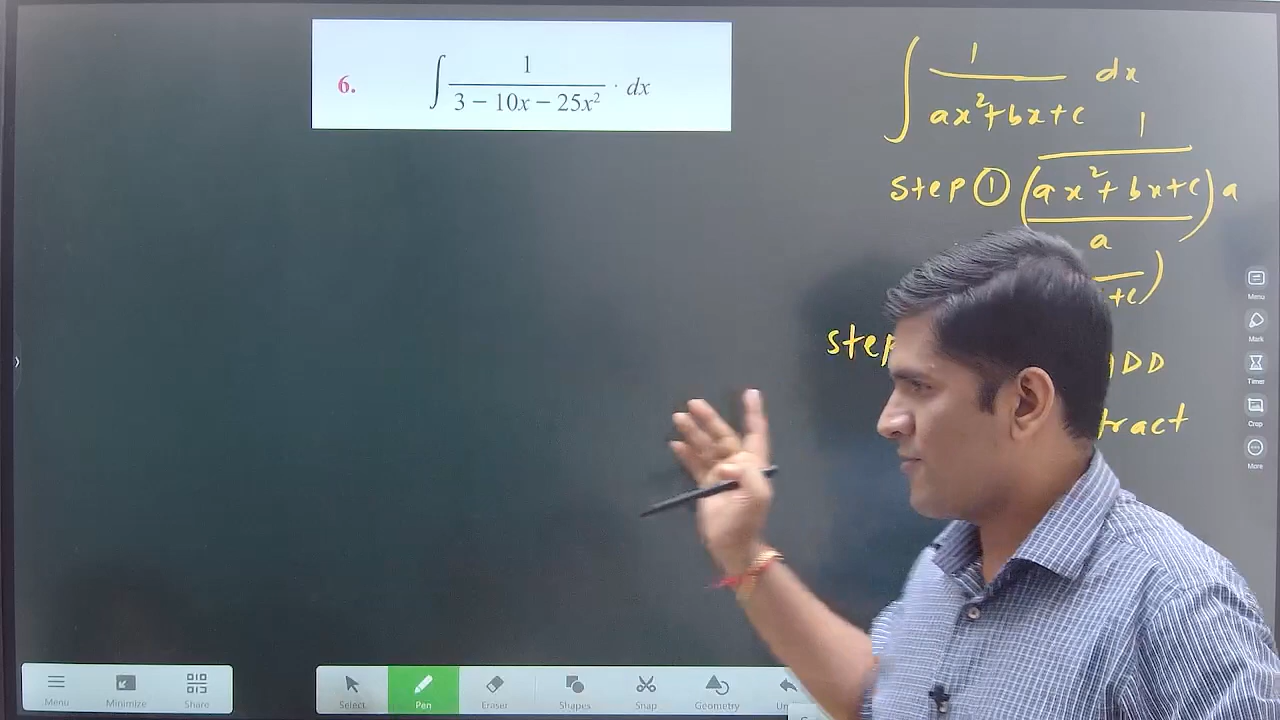 6. ∫ 1 / (3 − 10x − 25x²) · dx
∫ 1 / (ax²+bx+c) dx
1
step ① (ax²+bx+c / a) a
+c)
step
DD
tract
Menu
Mark
Timer
Crop
More
Menu Minimize Share Select Pen Eraser Shapes Snap Geometry